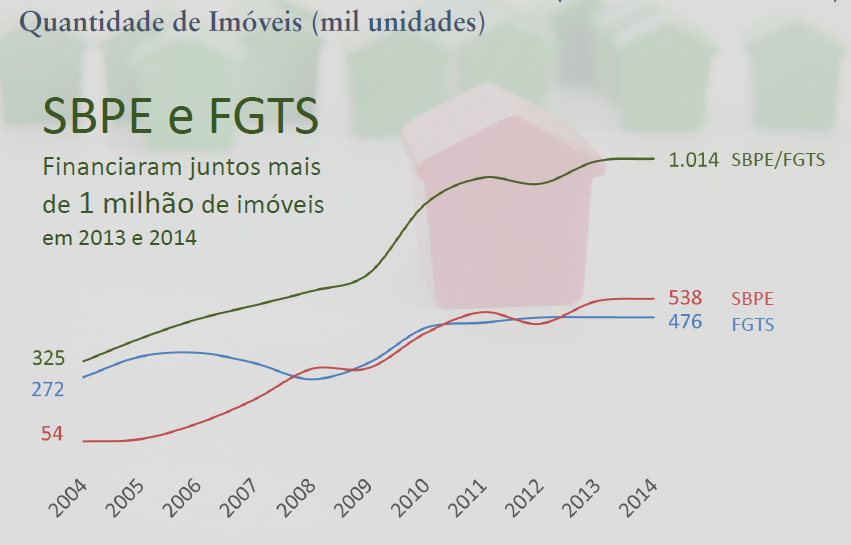 Quantidade de Imóveis (mil unidades)
SBPE e FGTS
Financiaram juntos mais
de 1 milhão de imóveis
em 2013 e 2014
1.014 SBPE/FGTS
538 SBPE
476 FGTS
325
272
54
2004 2005 2006 2007 2008 2009 2010 2011 2012 2013 2014